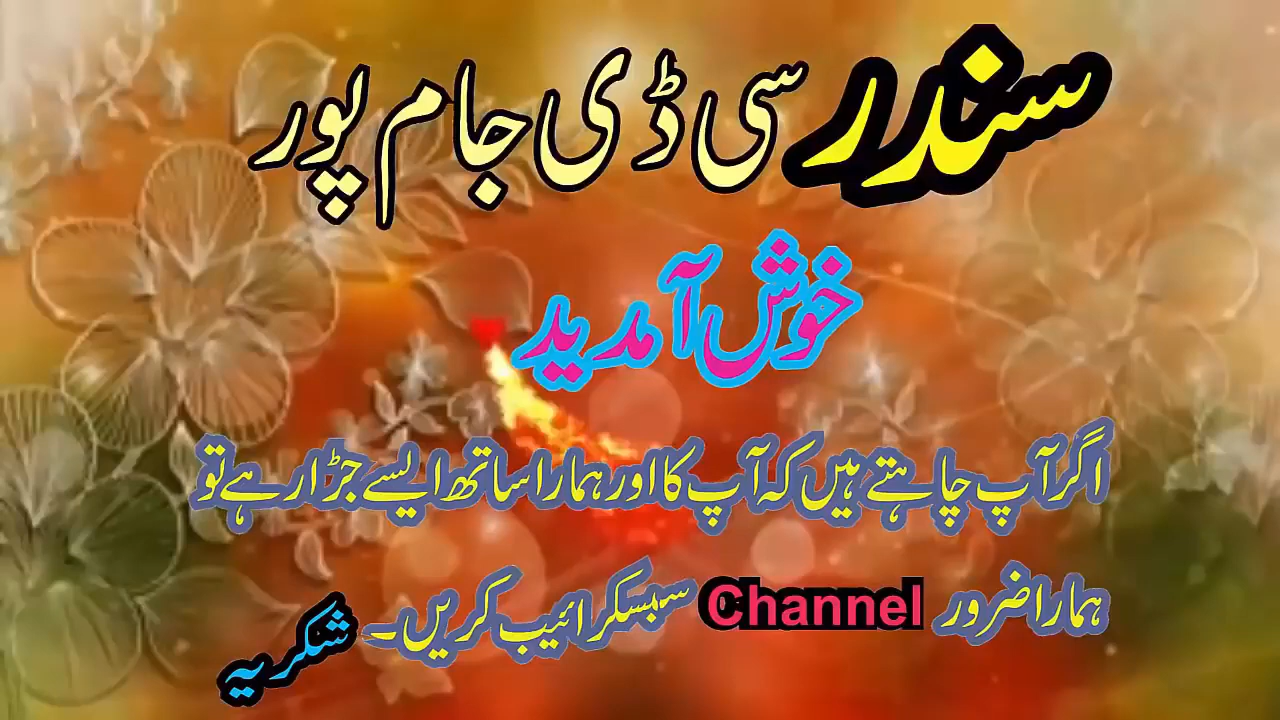 سندر سی ڈی جام پور
خوش آمدید
اگر آپ چاہتے ہیں کہ آپ کا اور ہمارا ساتھ ایسے جڑا رہے تو
ہمارا ضرور Channel سبسکرائیب کریں۔ شکریہ